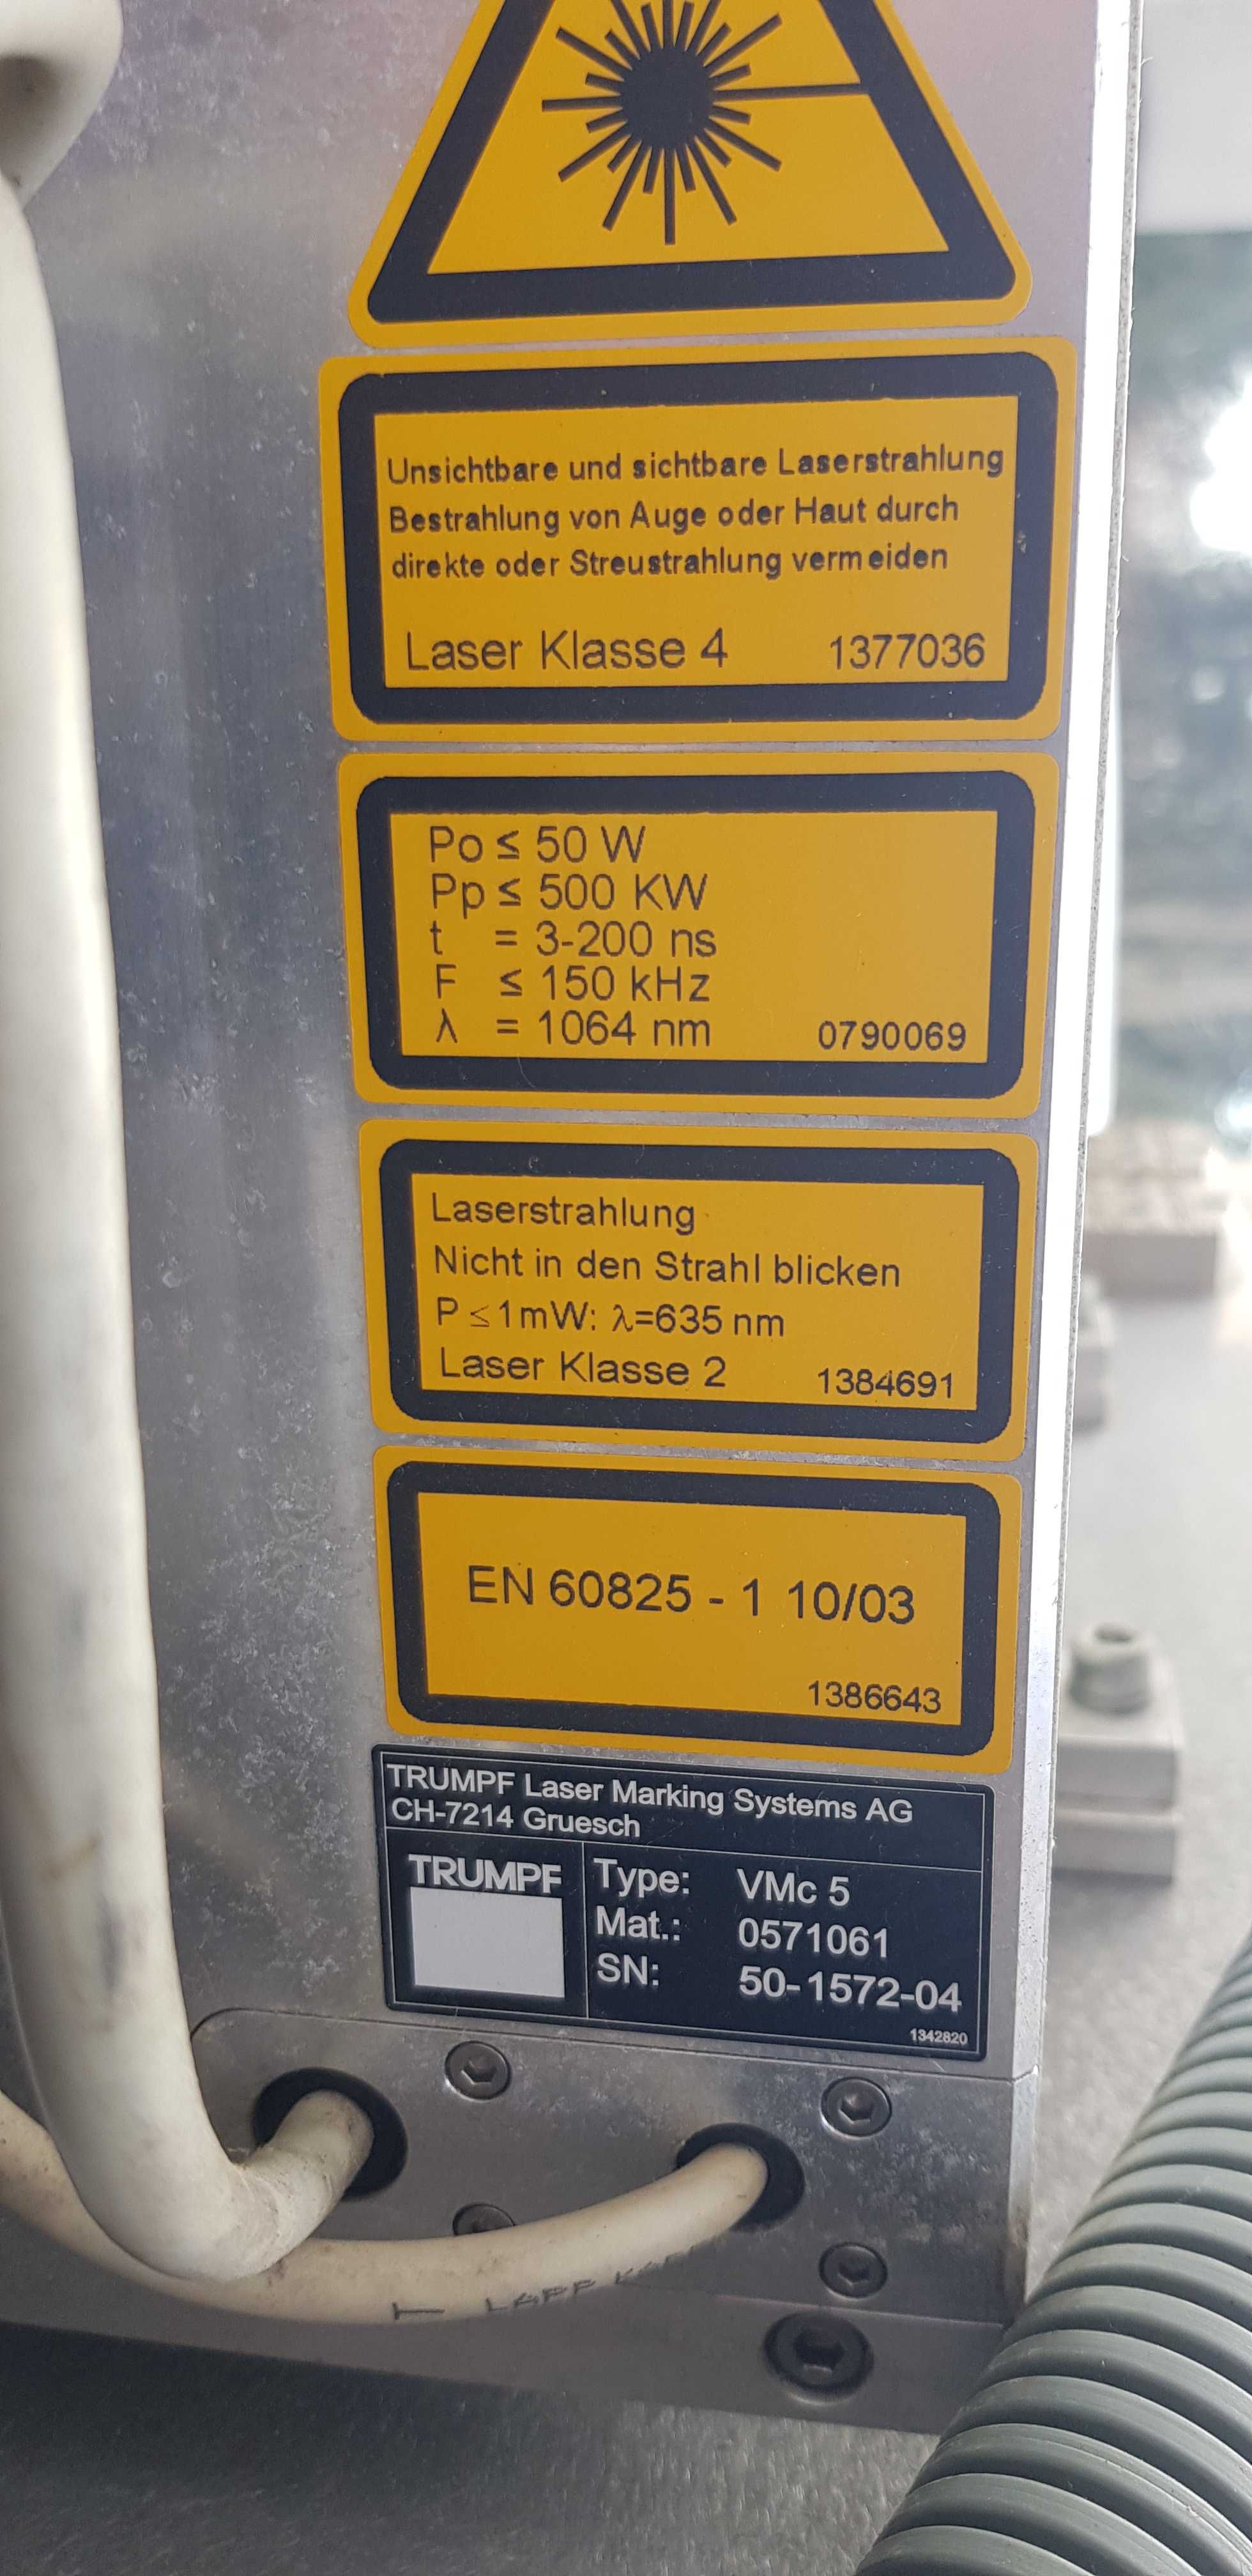 Unsichtbare und sichtbare Laserstrahlung
Bestrahlung von Auge oder Haut durch
direkte oder Streustrahlung vermeiden
Laser Klasse 4 1377036
Po ≤ 50 W
Pp ≤ 500 KW
t = 3-200 ns
F ≤ 150 kHz
λ = 1064 nm 0790069
Laserstrahlung
Nicht in den Strahl blicken
P ≤ 1mW: λ=635 nm
Laser Klasse 2 1384691
EN 60825 - 1 10/03
1386643
TRUMPF Laser Marking Systems AG
CH-7214 Gruesch
TRUMPF
Type: VMc 5
Mat.: 0571061
SN: 50-1572-04
1342820
LAPP